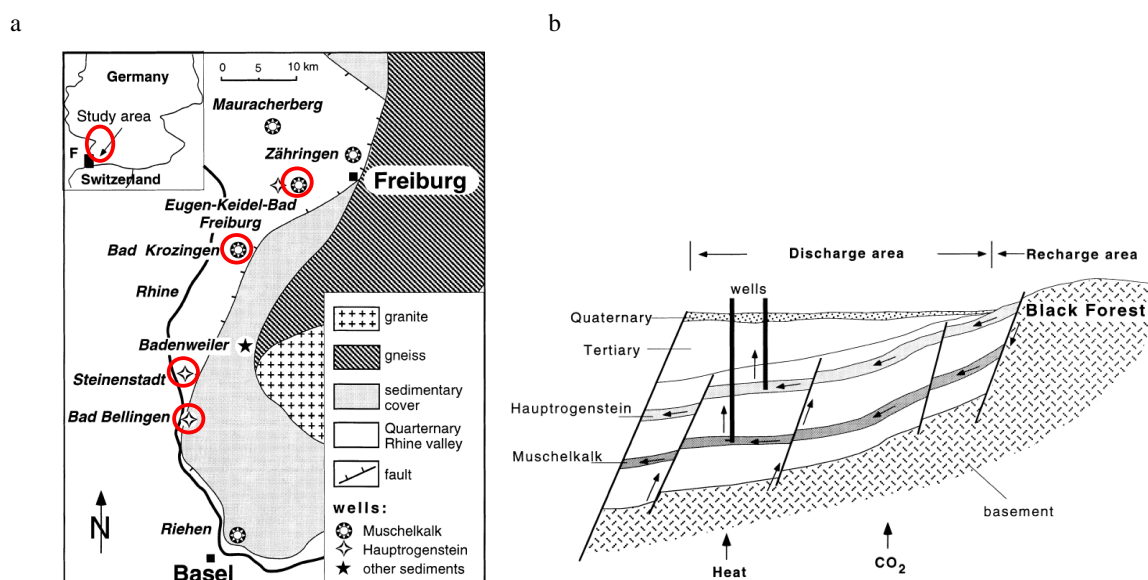 a
Germany
Study area
F
Switzerland
0 5 10 km
Mauracherberg
Zähringen
Freiburg
Eugen-Keidel-Bad
Freiburg
Bad Krozingen
Rhine
Badenweiler
Steinenstadt
Bad Bellingen
N
Riehen
Basel
granite
gneiss
sedimentary
cover
Quarternary
Rhine valley
fault
wells:
Muschelkalk
Hauptrogenstein
other sediments
b
Discharge area
Recharge area
wells
Quaternary
Black Forest
Tertiary
Hauptrogenstein
Muschelkalk
basement
Heat
CO2